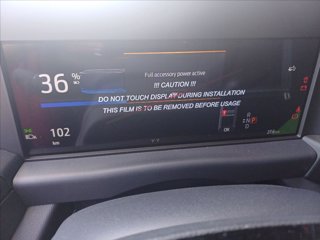 Full accessory power active
36 %
!!! CAUTION !!!
DO NOT TOUCH DISPLAY DURING INSTALLATION
THIS FILM IS TO BE REMOVED BEFORE USAGE
102
km
OK
R
N P
D